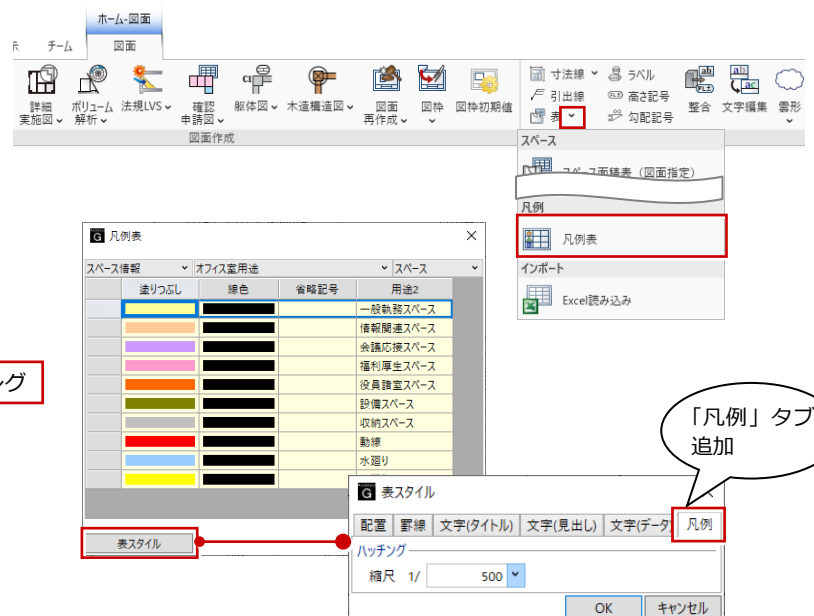 ホーム-図面
チーム 図面
詳細
実施図
ボリューム
解析
法規LVS
確認
申請図
躯体図
木造構造図
図面
再作成
図枠
図枠初期値
寸法線
引出線
表
ラベル
高さ記号
勾配記号
整合
文字編集
雲形
図面作成
スペース
スペース面積表(図面指定)
凡例
凡例表
インポート
Excel読み込み
凡例表
スペース情報 オフィス室用途 スペース
塗りつぶし 線色 省略記号 用途2
一般執務スペース
情報関連スペース
会議応接スペース
福利厚生スペース
役員諸室スペース
設備スペース
収納スペース
動線
水廻り
表スタイル
「凡例」タブ
追加
表スタイル
配置 罫線 文字(タイトル) 文字(見出し) 文字(データ) 凡例
ハッチング
縮尺 1/ 500
OK キャンセル